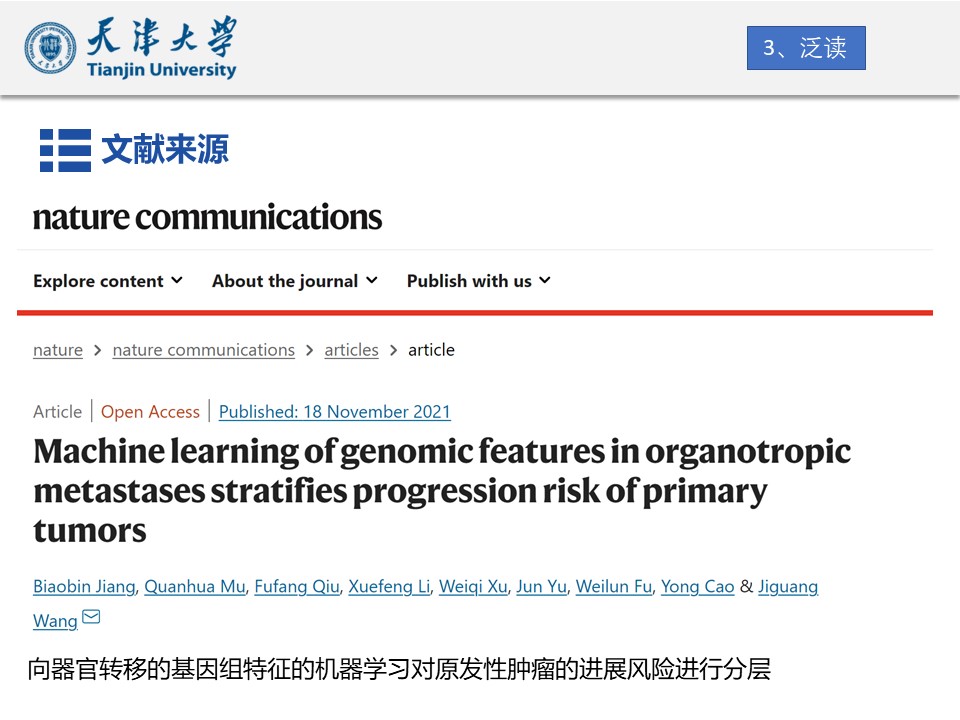 天津大学
Tianjin University
3、泛读
文献来源
nature communications
Explore content About the journal Publish with us
nature > nature communications > articles > article
Article | Open Access | Published: 18 November 2021
Machine learning of genomic features in organotropic
metastases stratifies progression risk of primary
tumors
Biaobin Jiang, Quanhua Mu, Fufang Qiu, Xuefeng Li, Weiqi Xu, Jun Yu, Weilun Fu, Yong Cao & Jiguang
Wang
向器官转移的基因组特征的机器学习对原发性肿瘤的进展风险进行分层